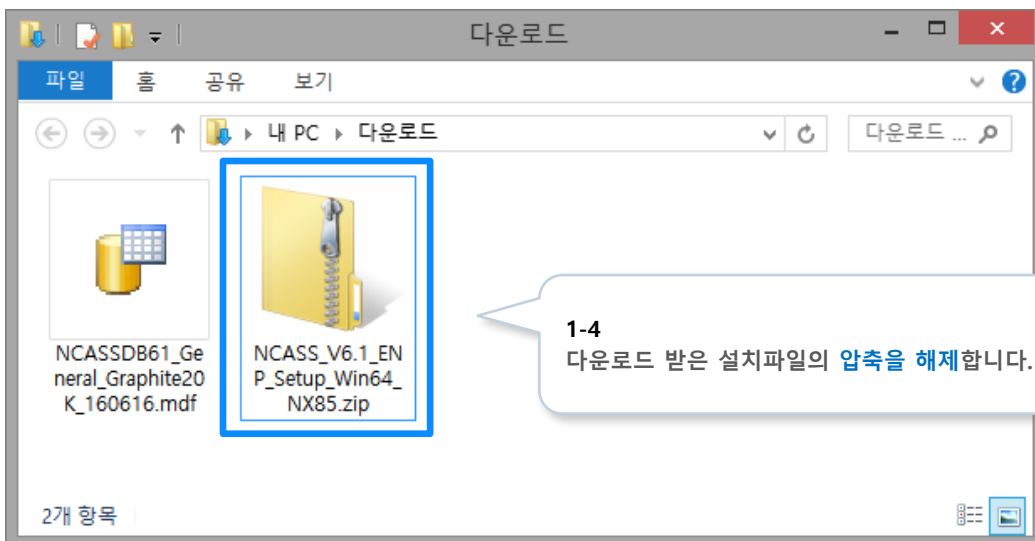 다운로드
파일 홈 공유 보기
내 PC 다운로드
다운로드 ...
NCASSDB61_Ge
neral_Graphite20
K_160616.mdf
NCASS_V6.1_EN
P_Setup_Win64_
NX85.zip
1-4
다운로드 받은 설치파일의 압축을 해제합니다.
2개 항목